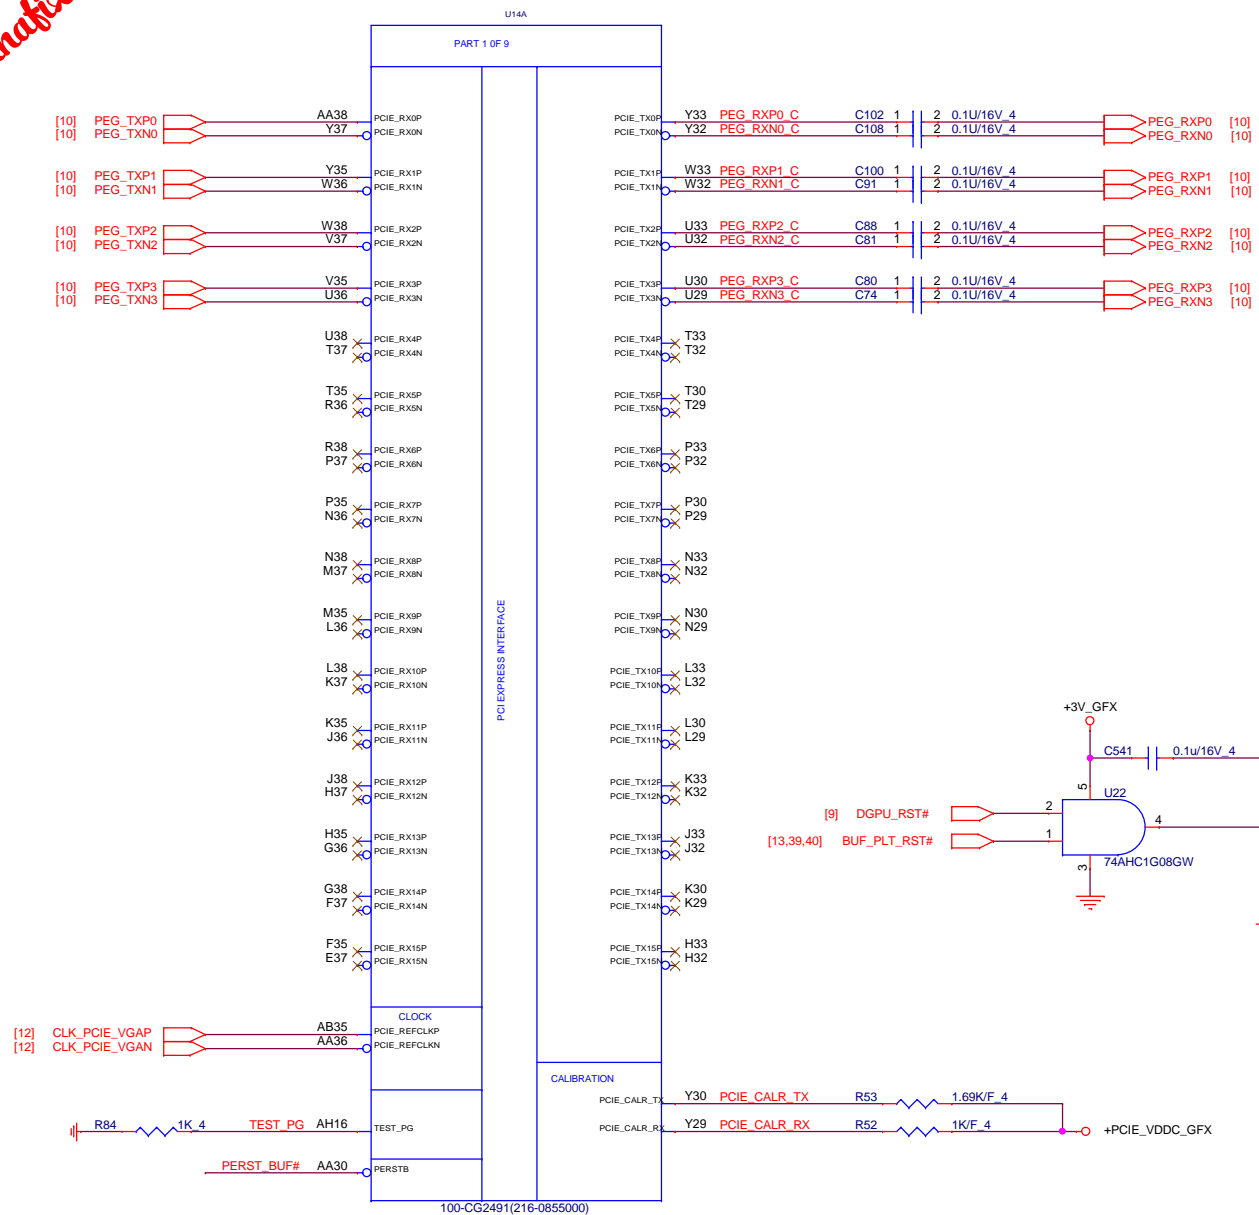 U14A
PART 1 0F 9
[10] PEG_TXP0 AA38 PCIE_RX0P PCIE_TX0P Y33 PEG_RXP0_C C102 1 2 0.1U/16V_4 PEG_RXP0 [10]
[10] PEG_TXN0 Y37 PCIE_RX0N PCIE_TX0N Y32 PEG_RXN0_C C108 1 2 0.1U/16V_4 PEG_RXN0 [10]
[10] PEG_TXP1 Y35 PCIE_RX1P PCIE_TX1P W33 PEG_RXP1_C C100 1 2 0.1U/16V_4 PEG_RXP1 [10]
[10] PEG_TXN1 W36 PCIE_RX1N PCIE_TX1N W32 PEG_RXN1_C C91 1 2 0.1U/16V_4 PEG_RXN1 [10]
[10] PEG_TXP2 W38 PCIE_RX2P PCIE_TX2P U33 PEG_RXP2_C C88 1 2 0.1U/16V_4 PEG_RXP2 [10]
[10] PEG_TXN2 V37 PCIE_RX2N PCIE_TX2N U32 PEG_RXN2_C C81 1 2 0.1U/16V_4 PEG_RXN2 [10]
[10] PEG_TXP3 V35 PCIE_RX3P PCIE_TX3P U30 PEG_RXP3_C C80 1 2 0.1U/16V_4 PEG_RXP3 [10]
[10] PEG_TXN3 U36 PCIE_RX3N PCIE_TX3N U29 PEG_RXN3_C C74 1 2 0.1U/16V_4 PEG_RXN3 [10]
U38 PCIE_RX4P PCIE_TX4P T33
T37 PCIE_RX4N PCIE_TX4N T32
T35 PCIE_RX5P PCIE_TX5P T30
R36 PCIE_RX5N PCIE_TX5N T29
R38 PCIE_RX6P PCIE_TX6P P33
P37 PCIE_RX6N PCIE_TX6N P32
P35 PCIE_RX7P PCIE_TX7P P30
N36 PCIE_RX7N PCIE_TX7N P29
N38 PCIE_RX8P PCIE_TX8P N33
M37 PCIE_RX8N PCIE_TX8N N32
M35 PCIE_RX9P PCIE_TX9P N30
L36 PCIE_RX9N PCIE_TX9N N29
PCI EXPRESS INTERFACE
L38 PCIE_RX10P PCIE_TX10P L33
K37 PCIE_RX10N PCIE_TX10N L32
K35 PCIE_RX11P PCIE_TX11P L30
J36 PCIE_RX11N PCIE_TX11N L29
J38 PCIE_RX12P PCIE_TX12P K33
H37 PCIE_RX12N PCIE_TX12N K32
H35 PCIE_RX13P PCIE_TX13P J33
G36 PCIE_RX13N PCIE_TX13N J32
G38 PCIE_RX14P PCIE_TX14P K30
F37 PCIE_RX14N PCIE_TX14N K29
F35 PCIE_RX15P PCIE_TX15P H33
E37 PCIE_RX15N PCIE_TX15N H32
+3V_GFX
C541 0.1u/16V_4
5 U22
[9] DGPU_RST# 2
4
[13,39,40] BUF_PLT_RST# 1
3 74AHC1G08GW
CLOCK
[12] CLK_PCIE_VGAP AB35 PCIE_REFCLKP
[12] CLK_PCIE_VGAN AA36 PCIE_REFCLKN
CALIBRATION
PCIE_CALR_TX Y30 PCIE_CALR_TX R53 1.69K/F_4
R84 1K_4 TEST_PG AH16 TEST_PG PCIE_CALR_RX Y29 PCIE_CALR_RX R52 1K/F_4 +PCIE_VDDC_GFX
PERST_BUF# AA30 PERSTB
100-CG2491(216-0855000)